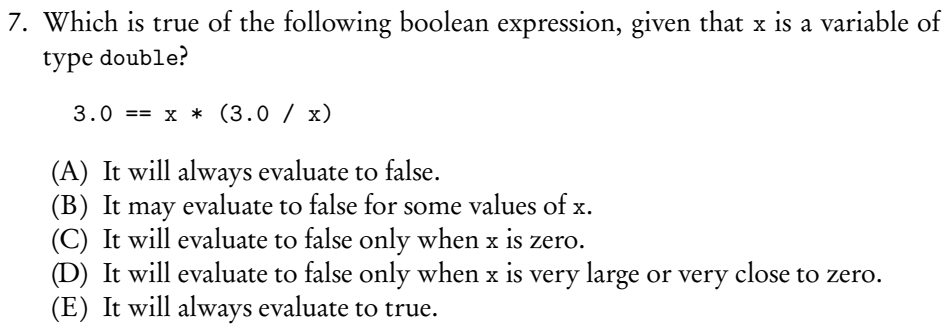 7. Which is true of the following boolean expression, given that x is a variable of
type double?
3.0 == x * (3.0 / x)
(A) It will always evaluate to false.
(B) It may evaluate to false for some values of x.
(C) It will evaluate to false only when x is zero.
(D) It will evaluate to false only when x is very large or very close to zero.
(E) It will always evaluate to true.